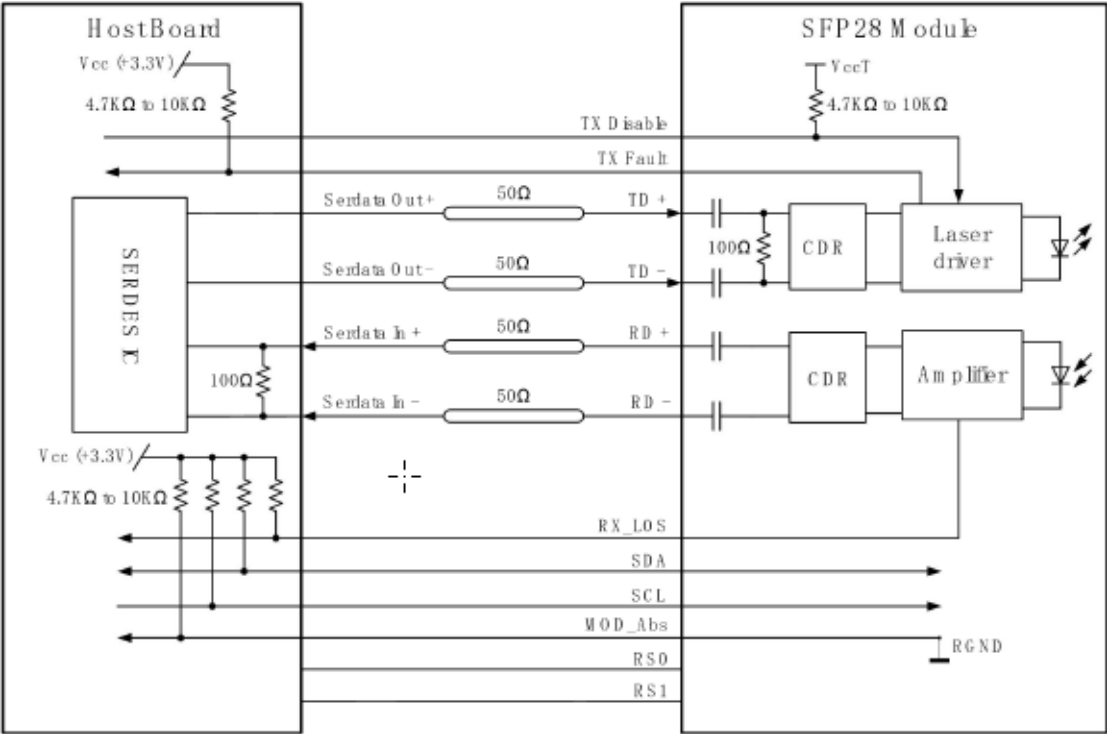 HostBoard
Vcc (+3.3V)
4.7KΩ to 10KΩ
SFP28 Module
VccT
4.7KΩ to 10KΩ
TX Disable
TX Fault
Serdata Out+
50Ω
TD +
Serdata Out-
50Ω
TD -
Serdata In +
50Ω
RD +
Serdata In -
50Ω
RD -
SERDES IC
100Ω
100Ω
CDR
Laser
driver
CDR
Amplifier
Vcc (+3.3V)
4.7KΩ to 10KΩ
RX_LOS
SDA
SCL
MOD_Abs
RGND
RS0
RS1